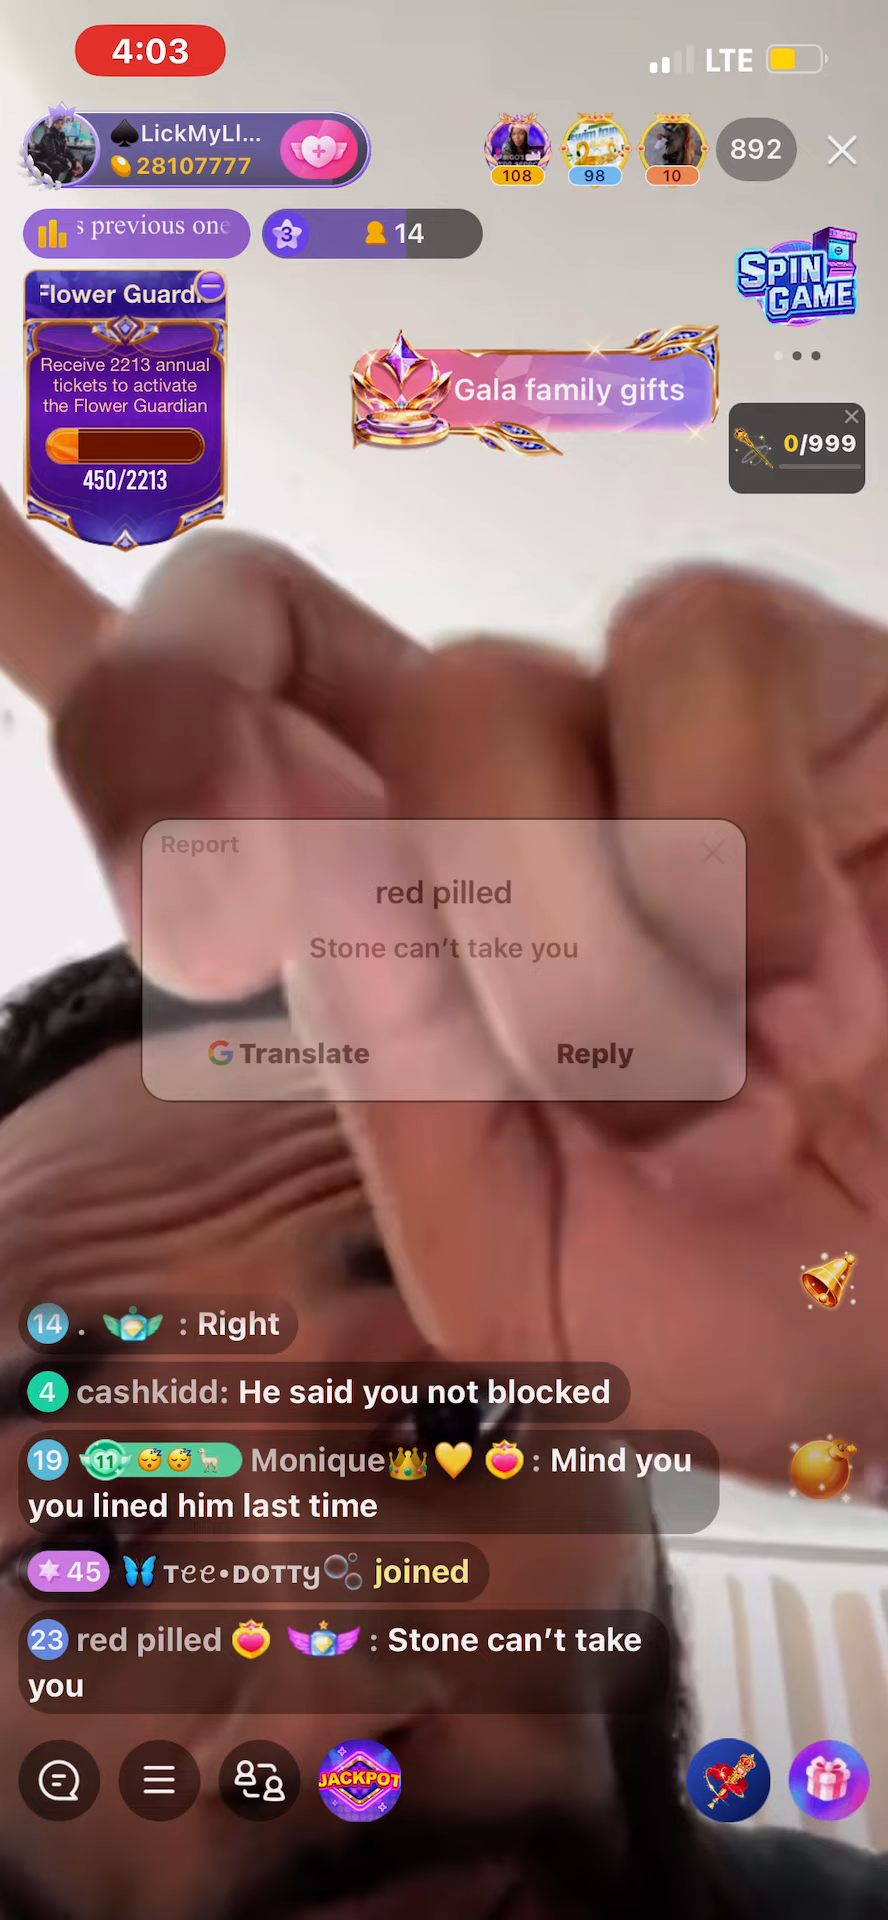 4:03
LTE
♠️LickMyLl...
28107777
108
98
10
892
s previous one
3
14
SPIN GAME
Flower Guardi
Receive 2213 annual
tickets to activate
the Flower Guardian
450/2213
Gala family gifts
0/999
Report
red pilled
Stone can't take you
Translate
Reply
14 . : Right
4 cashkidd: He said you not blocked
19 11 😴😴🦙 Monique👑💛 : Mind you
you lined him last time
45 🦋 Tee•DOTTy🫧 joined
23 red pilled : Stone can't take
you
JACKPOT